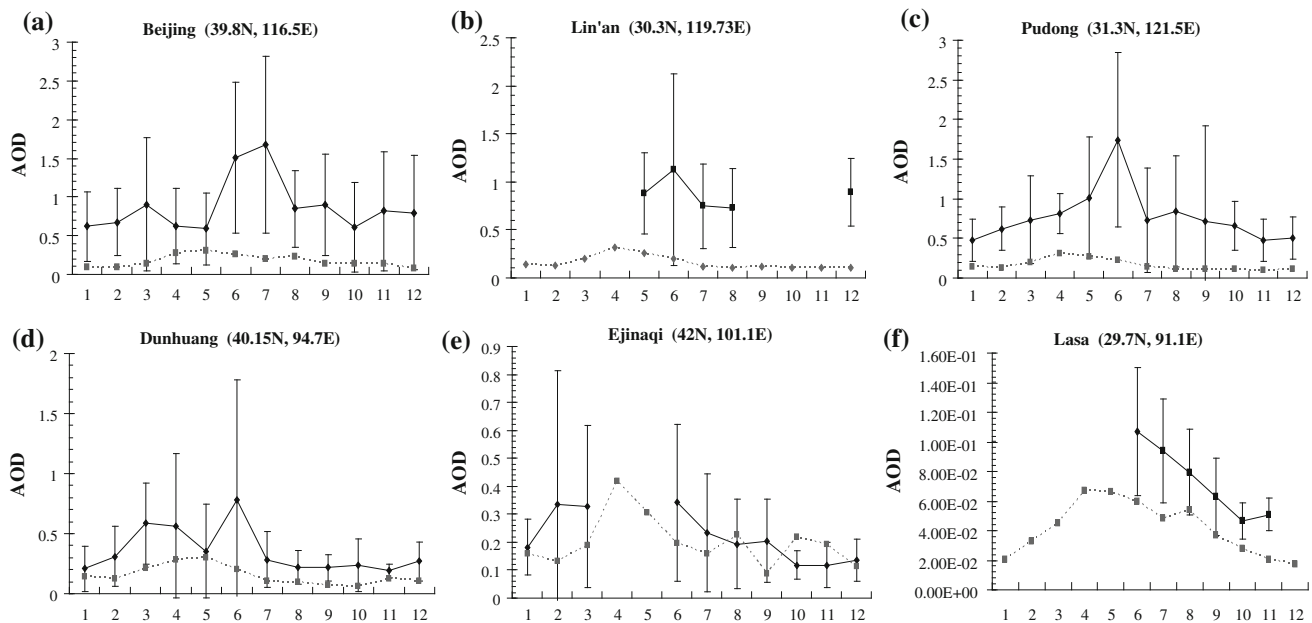 (a) Beijing (39.8N, 116.5E)
3
2.5
2
1.5
1
0.5
0
AOD
1 2 3 4 5 6 7 8 9 10 11 12
(b) Lin'an (30.3N, 119.73E)
2.5
2
1.5
1
0.5
0
1 2 3 4 5 6 7 8 9 10 11 12
(c) Pudong (31.3N, 121.5E)
3
2.5
2
1.5
1
0.5
0
AOD
1 2 3 4 5 6 7 8 9 10 11 12
(d) Dunhuang (40.15N, 94.7E)
2
1.5
1
0.5
0
AOD
1 2 3 4 5 6 7 8 9 10 11 12
(e) Ejinaqi (42N, 101.1E)
0.9
0.8
0.7
0.6
0.5
0.4
0.3
0.2
0.1
0
AOD
1 2 3 4 5 6 7 8 9 10 11 12
(f) Lasa (29.7N, 91.1E)
1.60E-01
1.40E-01
1.20E-01
1.00E-01
8.00E-02
6.00E-02
4.00E-02
2.00E-02
0.00E+00
AOD
1 2 3 4 5 6 7 8 9 10 11 12